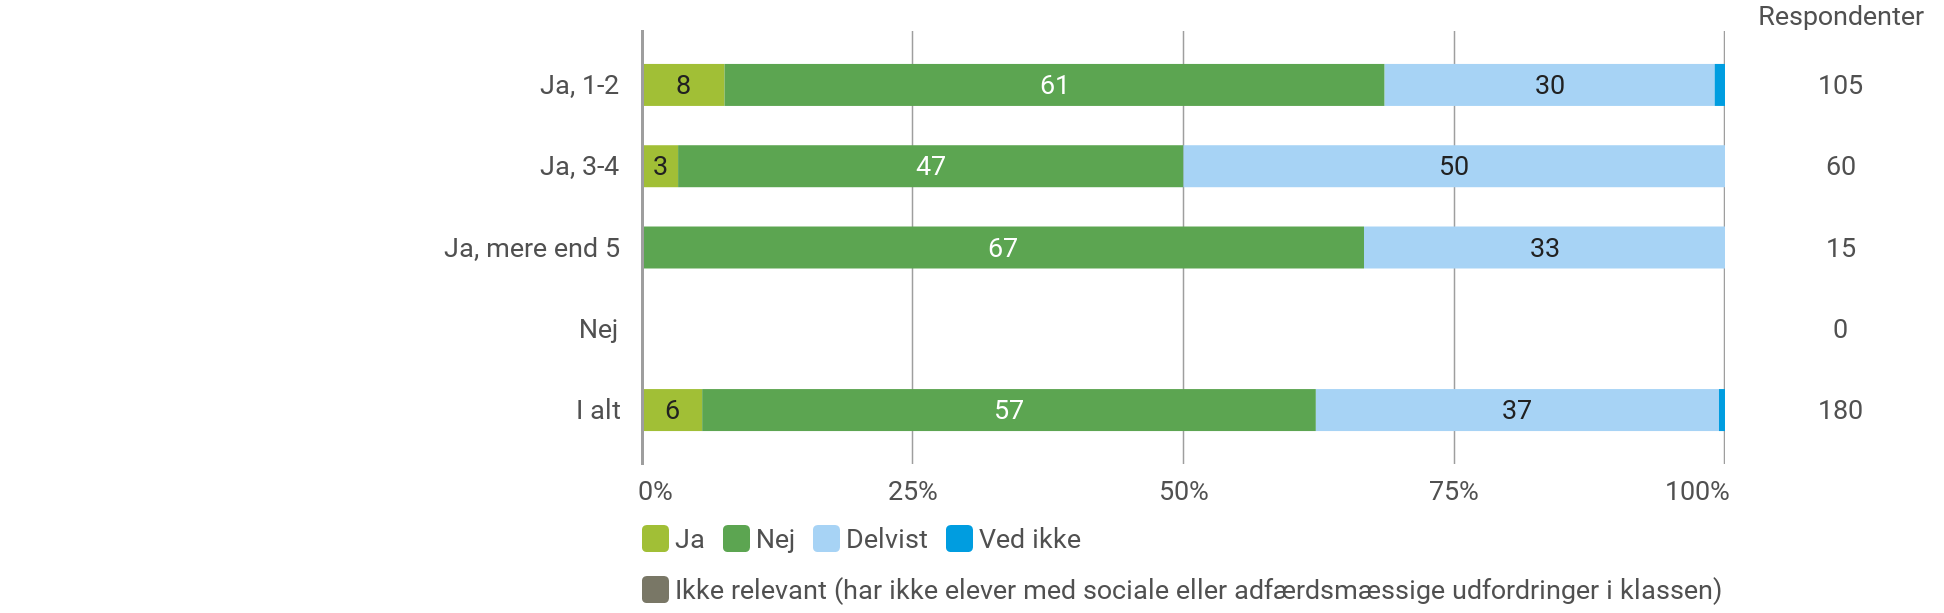 Respondenter
Ja, 1-2 8 61 30 105
Ja, 3-4 3 47 50 60
Ja, mere end 5 67 33 15
Nej 0
I alt 6 57 37 180
0% 25% 50% 75% 100%
Ja Nej Delvist Ved ikke
Ikke relevant (har ikke elever med sociale eller adfærdsmæssige udfordringer i klassen)